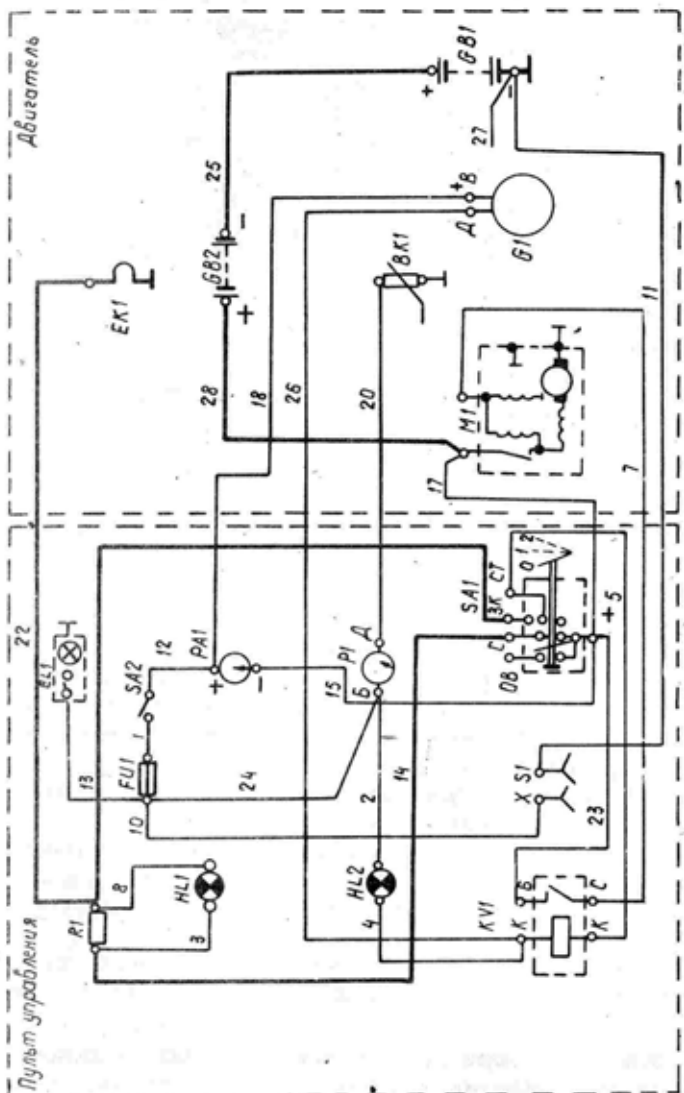 Двигатель
Пульт управления
EK1
25
GB1
+
-
27
GB2
-
+
28
18
26
20
BK1
+B
Д
G1
11
M1
17
7
22
EL1
SA2
12
PA1
+
-
13
FU1
1
10
24
15
P1
Б
Д
14
2
SA1
ЗК
СТ
С
ОВ
0
1
2
+
5
R1
8
HL1
3
HL2
4
X
S1
23
KV1
К
Б
С
К